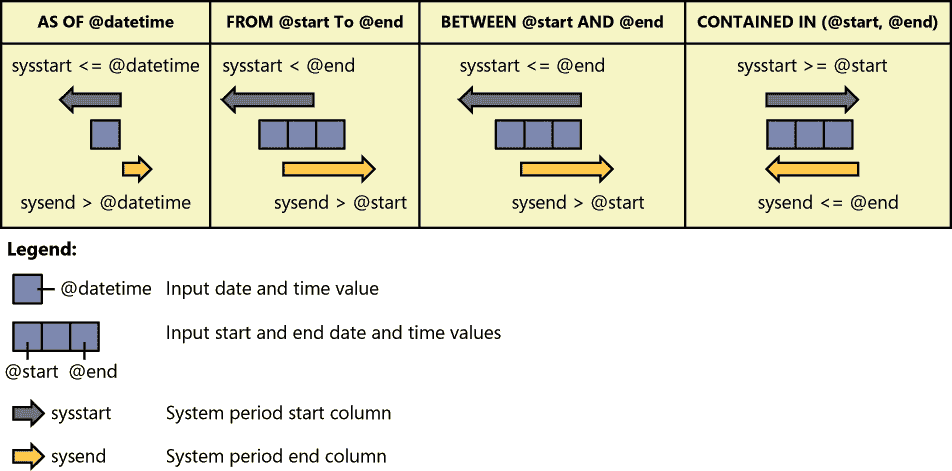 AS OF @datetime
FROM @start To @end
BETWEEN @start AND @end
CONTAINED IN (@start, @end)
sysstart <= @datetime
sysstart < @end
sysstart <= @end
sysstart >= @start
sysend > @datetime
sysend > @start
sysend > @start
sysend <= @end
Legend:
@datetime Input date and time value
Input start and end date and time values
@start @end
sysstart System period start column
sysend System period end column